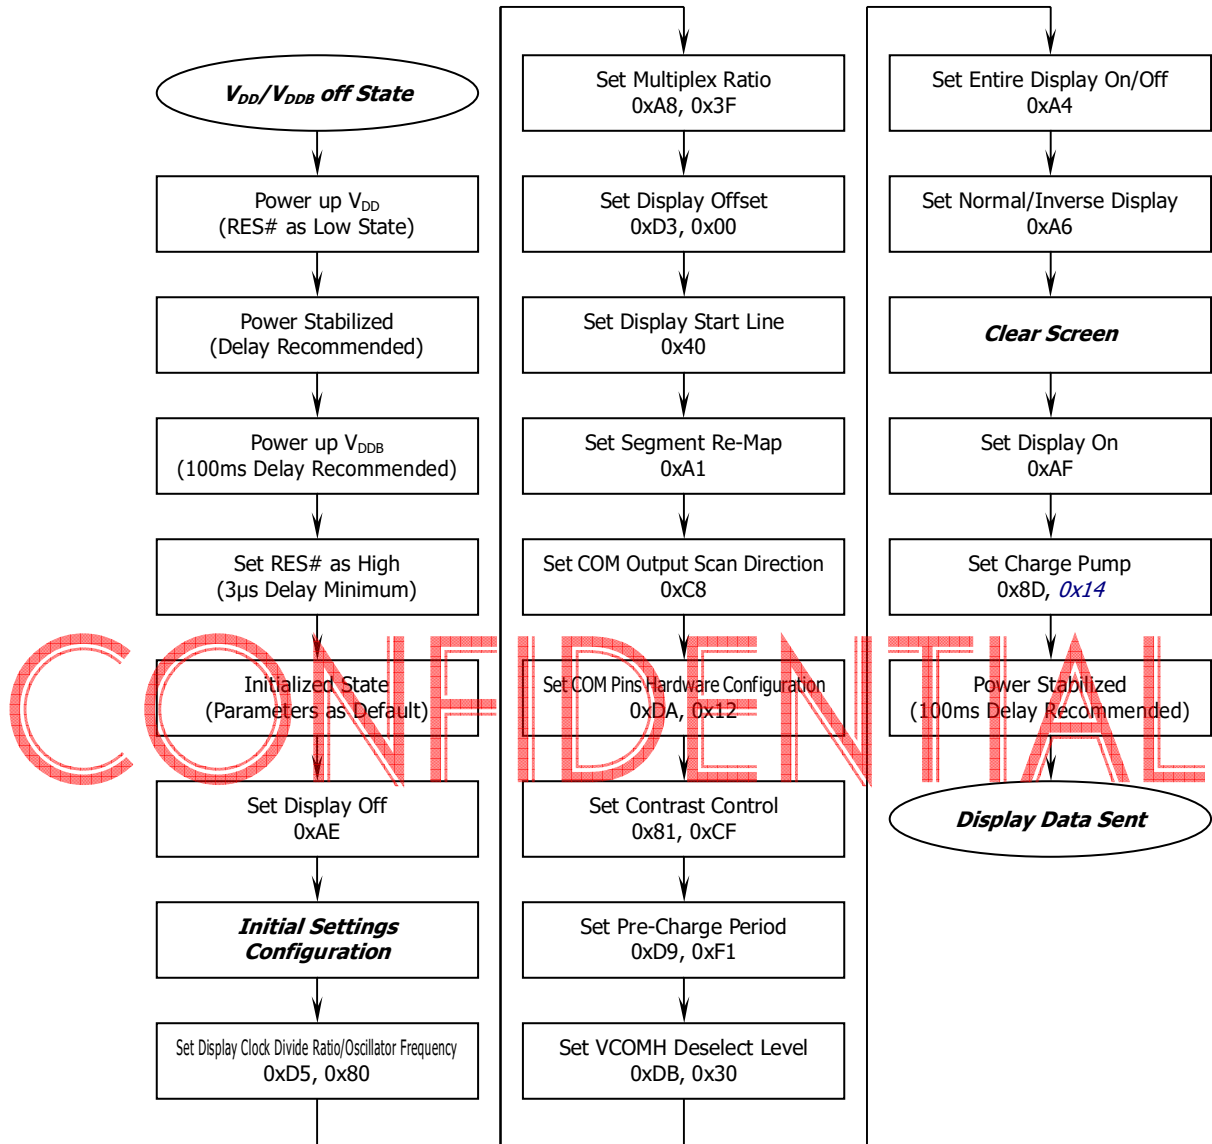 V_DD/V_DDB off State
Power up V_DD
(RES# as Low State)
Power Stabilized
(Delay Recommended)
Power up V_DDB
(100ms Delay Recommended)
Set RES# as High
(3μs Delay Minimum)
Initialized State
(Parameters as Default)
Set Display Off
0xAE
Initial Settings
Configuration
Set Display Clock Divide Ratio/Oscillator Frequency
0xD5, 0x80
Set Multiplex Ratio
0xA8, 0x3F
Set Display Offset
0xD3, 0x00
Set Display Start Line
0x40
Set Segment Re-Map
0xA1
Set COM Output Scan Direction
0xC8
Set COM Pins Hardware Configuration
0xDA, 0x12
Set Contrast Control
0x81, 0xCF
Set Pre-Charge Period
0xD9, 0xF1
Set VCOMH Deselect Level
0xDB, 0x30
Set Entire Display On/Off
0xA4
Set Normal/Inverse Display
0xA6
Clear Screen
Set Display On
0xAF
Set Charge Pump
0x8D, 0x14
Power Stabilized
(100ms Delay Recommended)
Display Data Sent
CONFIDENTIAL